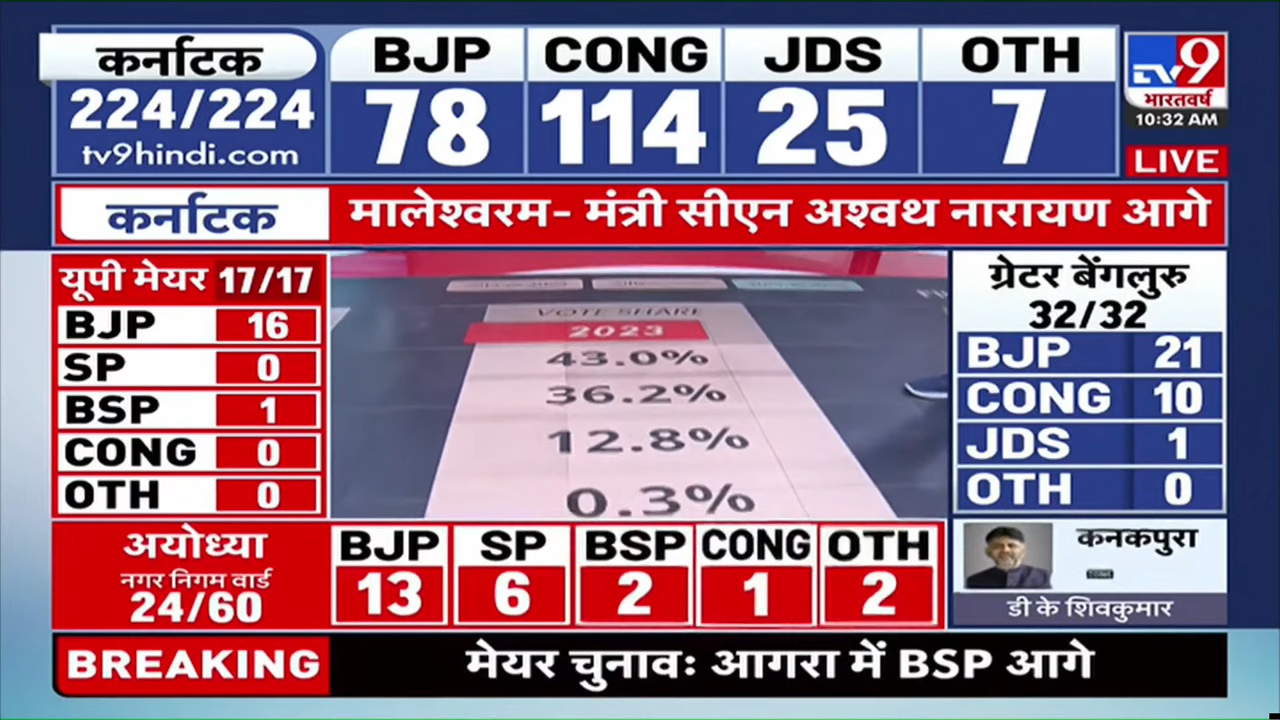 कर्नाटक
224/224
tv9hindi.com
BJP CONG JDS OTH
78 114 25 7
TV9
भारतवर्ष
10:32 AM
LIVE
कर्नाटक
मालेश्वरम- मंत्री सीएन अश्वथ नारायण आगे
यूपी मेयर 17/17
BJP 16
SP 0
BSP 1
CONG 0
OTH 0
VOTE SHARE
2023
43.0%
36.2%
12.8%
0.3%
ग्रेटर बेंगलुरु
32/32
BJP 21
CONG 10
JDS 1
OTH 0
अयोध्या
नगर निगम वार्ड
24/60
BJP SP BSP CONG OTH
13 6 2 1 2
कनकपुरा
CONG
डी के शिवकुमार
BREAKING
मेयर चुनावः आगरा में BSP आगे